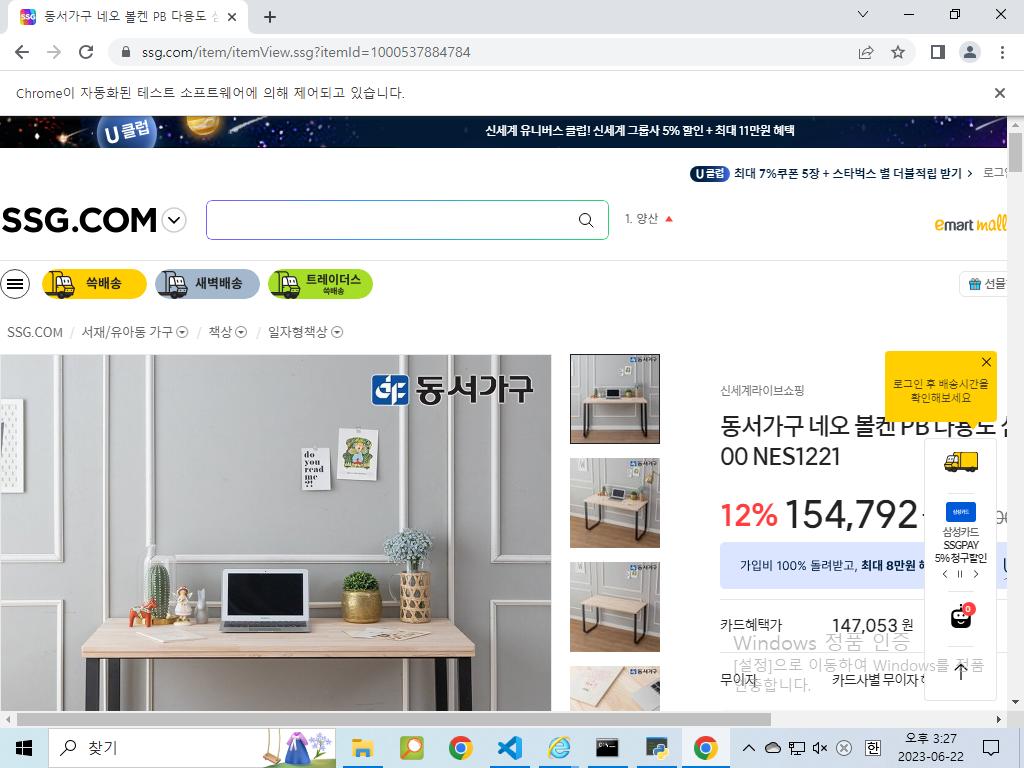 동서가구 네오 볼켄 PB 다용도
ssg.com/item/itemView.ssg?itemId=1000537884784
Chrome이 자동화된 테스트 소프트웨어에 의해 제어되고 있습니다.
U클럽
신세계 유니버스 클럽! 신세계 그룹사 5% 할인 + 최대 11만원 혜택
U클럽 최대 7%쿠폰 5장 + 스타벅스 별 더블적립 받기 > 로그인
SSG.COM
1. 양산
emart mall
쓱배송
새벽배송
트레이더스
쓱배송
선물
SSG.COM / 서재/유아동 가구 / 책상 / 일자형책상
동서가구
do
you
read
me
?!
로그인 후 배송시간을
확인해보세요
신세계라이브쇼핑
동서가구 네오 볼켄 PB 다용도
00 NES1221
12% 154,792
삼성카드
SSGPAY
5% 청구할인
가입비 100% 돌려받고, 최대 8만원
0
카드혜택가 147,053 원
무이자 카드사별 무이자
Windows 정품 인증
[설정]으로 이동하여 Windows를 정품
인증합니다.
찾기
한
오후 3:27
2023-06-22